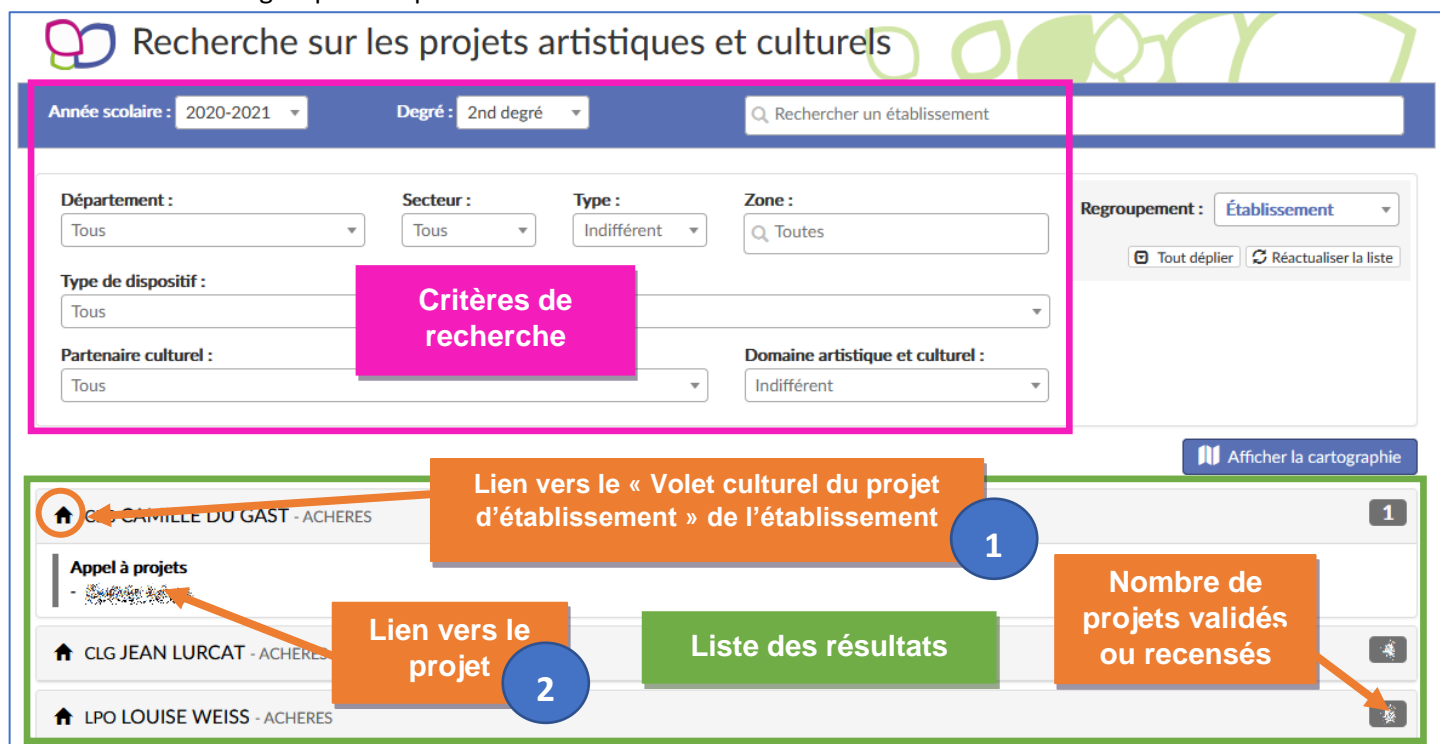 Recherche sur les projets artistiques et culturels
Année scolaire : 2020-2021 Degré : 2nd degré Rechercher un établissement
Département : Secteur : Type : Zone :
Tous Tous Indifférent Toutes
Regroupement : Établissement
Tout déplier Réactualiser la liste
Type de dispositif :
Tous
Critères de
recherche
Partenaire culturel : Domaine artistique et culturel :
Tous Indifférent
Afficher la cartographie
Lien vers le « Volet culturel du projet
d'établissement » de l'établissement
1
CAMILLE DU GAST - ACHERES 1
Appel à projets
-
Nombre de
projets validés
ou recensés
Lien vers le
projet
2
Liste des résultats
CLG JEAN LURCAT - ACHERES
LPO LOUISE WEISS - ACHERES